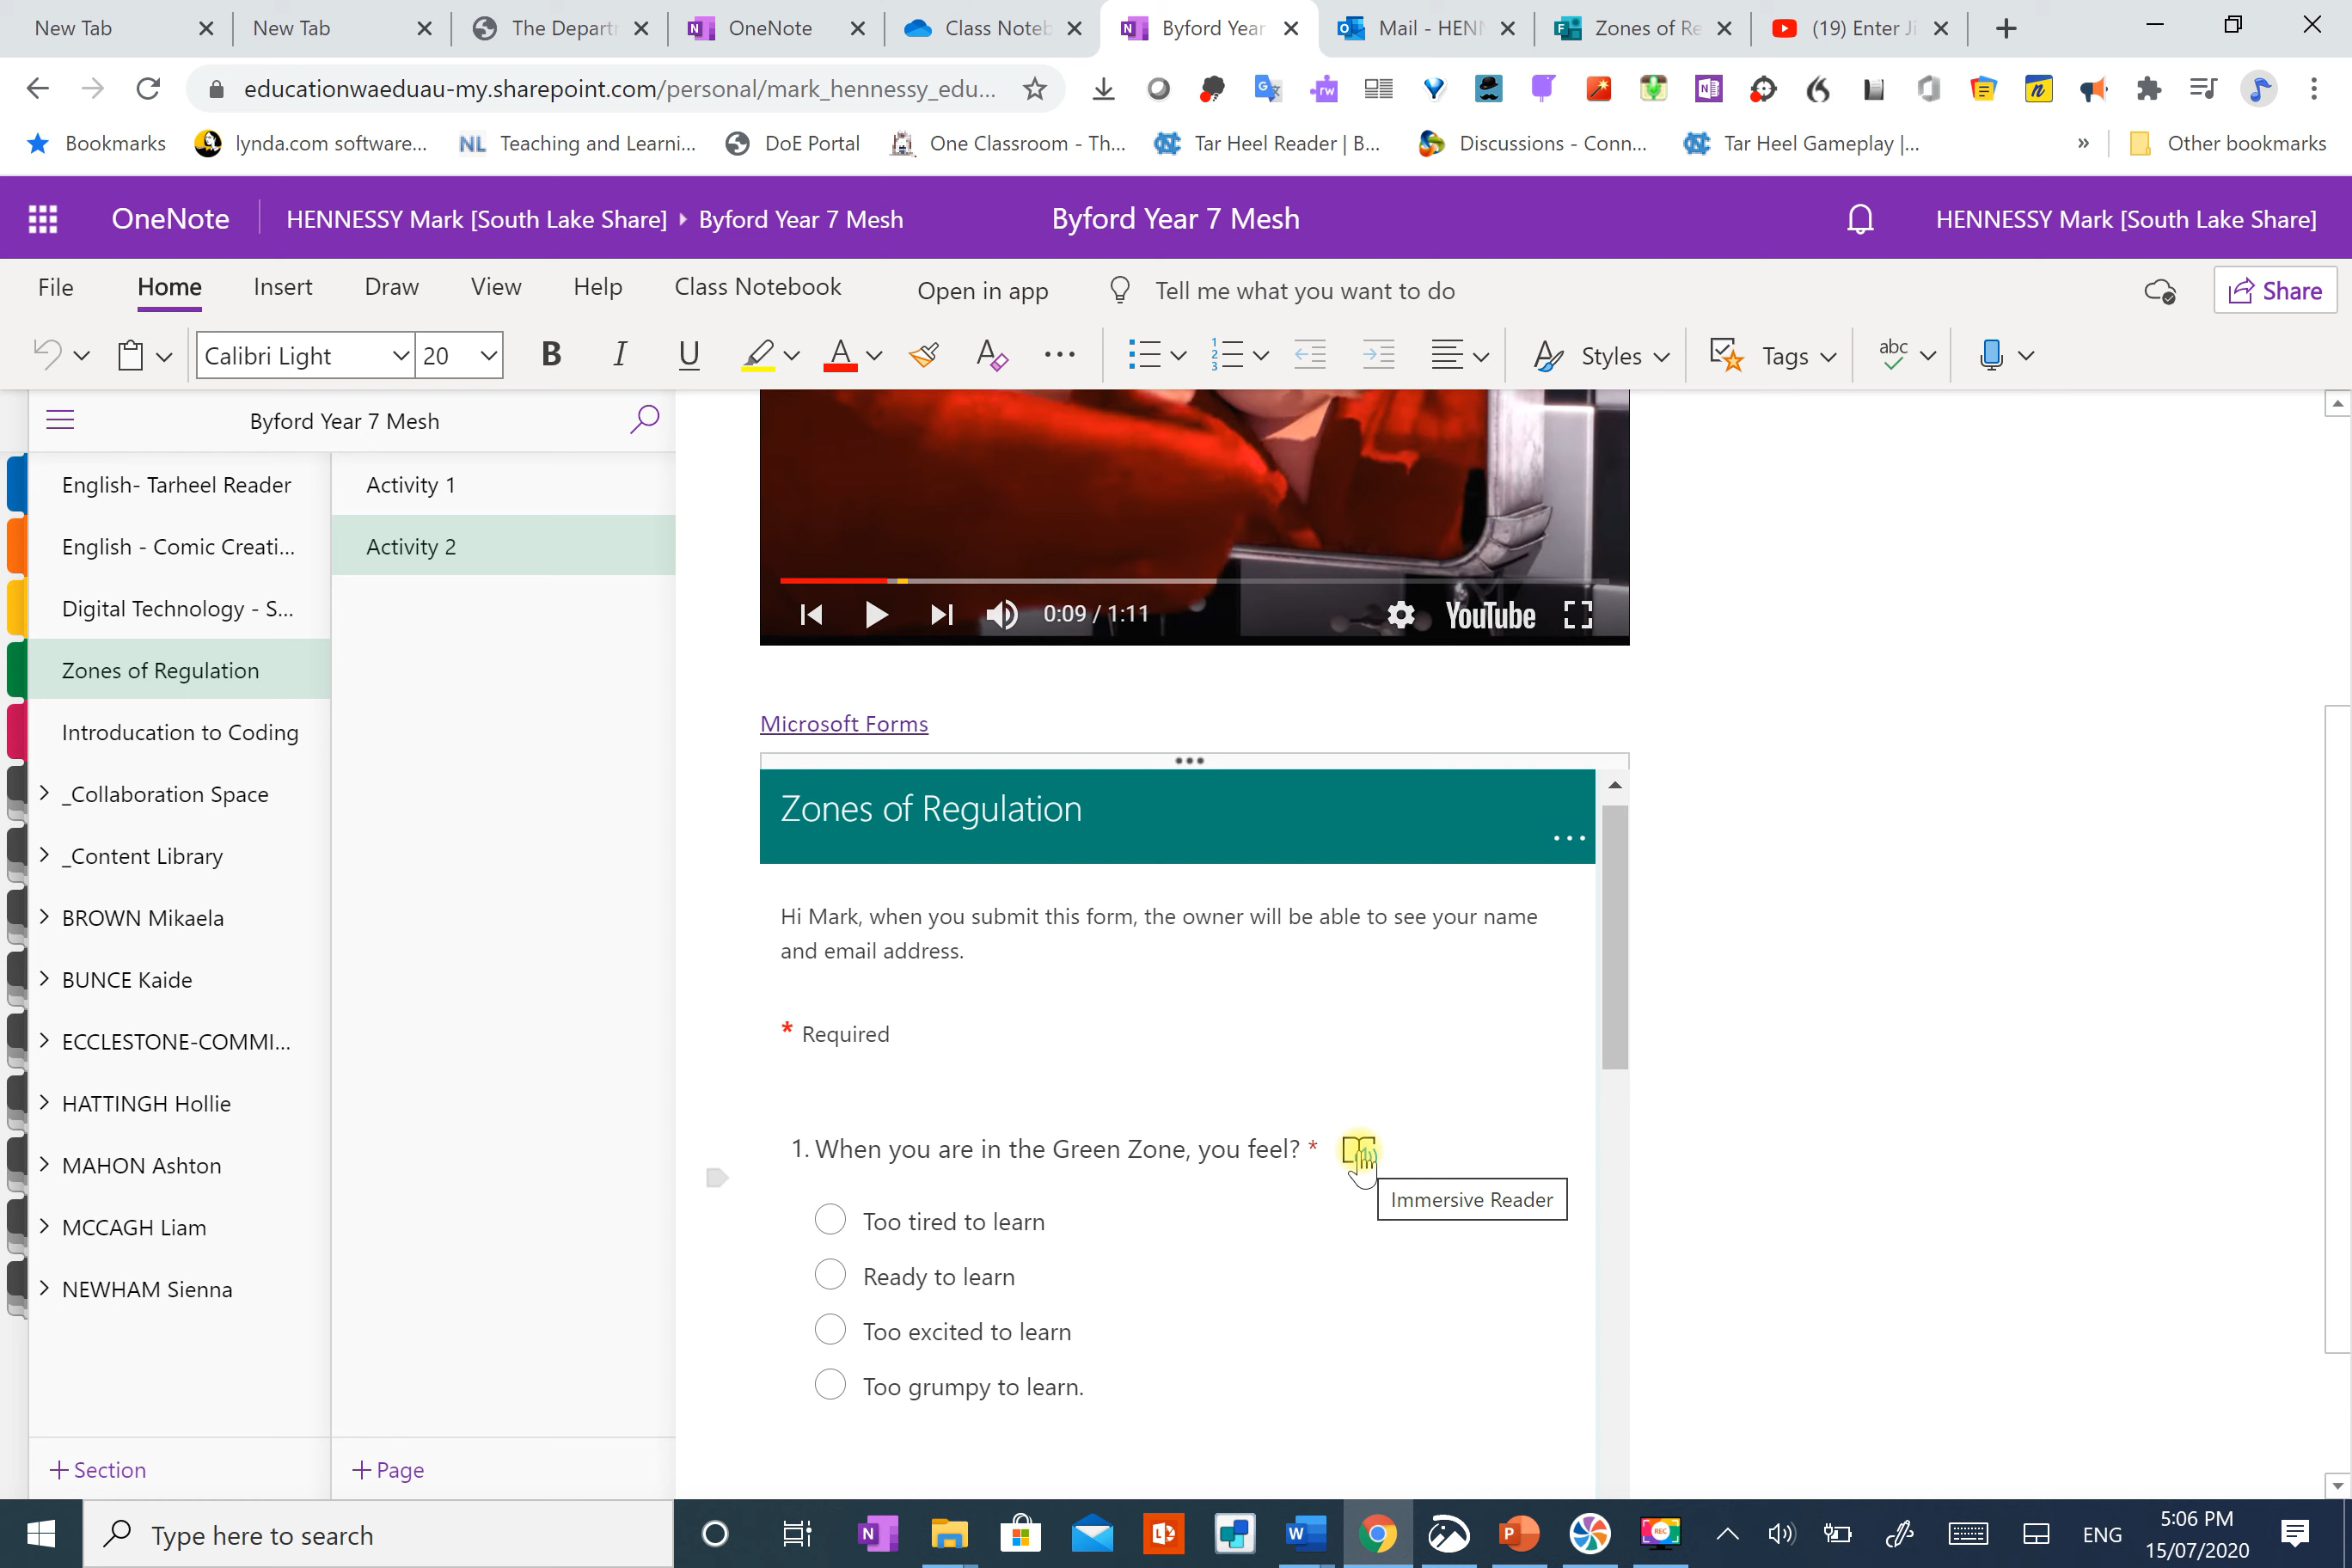 New Tab
New Tab
The Departr
OneNote
Class Noteb
Byford Year
Mail - HENN
Zones of Re
(19) Enter Ji
educationwaeduau-my.sharepoint.com/personal/mark_hennessy_edu...
Bookmarks
lynda.com software...
NL Teaching and Learni...
DoE Portal
One Classroom - Th...
Tar Heel Reader | B...
Discussions - Conn...
Tar Heel Gameplay |...
»
Other bookmarks
OneNote
HENNESSY Mark [South Lake Share] Byford Year 7 Mesh
Byford Year 7 Mesh
HENNESSY Mark [South Lake Share]
File
Home
Insert
Draw
View
Help
Class Notebook
Open in app
Tell me what you want to do
Share
Calibri Light
20
B
I
U
A
Styles
Tags
abc
Byford Year 7 Mesh
English- Tarheel Reader
English - Comic Creati...
Digital Technology - S...
Zones of Regulation
Introducation to Coding
_Collaboration Space
_Content Library
BROWN Mikaela
BUNCE Kaide
ECCLESTONE-COMMI...
HATTINGH Hollie
MAHON Ashton
MCCAGH Liam
NEWHAM Sienna
+ Section
Activity 1
Activity 2
+ Page
0:09 / 1:11
YouTube
Microsoft Forms
Zones of Regulation
...
Hi Mark, when you submit this form, the owner will be able to see your name
and email address.
* Required
1. When you are in the Green Zone, you feel? *
Immersive Reader
Too tired to learn
Ready to learn
Too excited to learn
Too grumpy to learn.
Type here to search
ENG
5:06 PM
15/07/2020